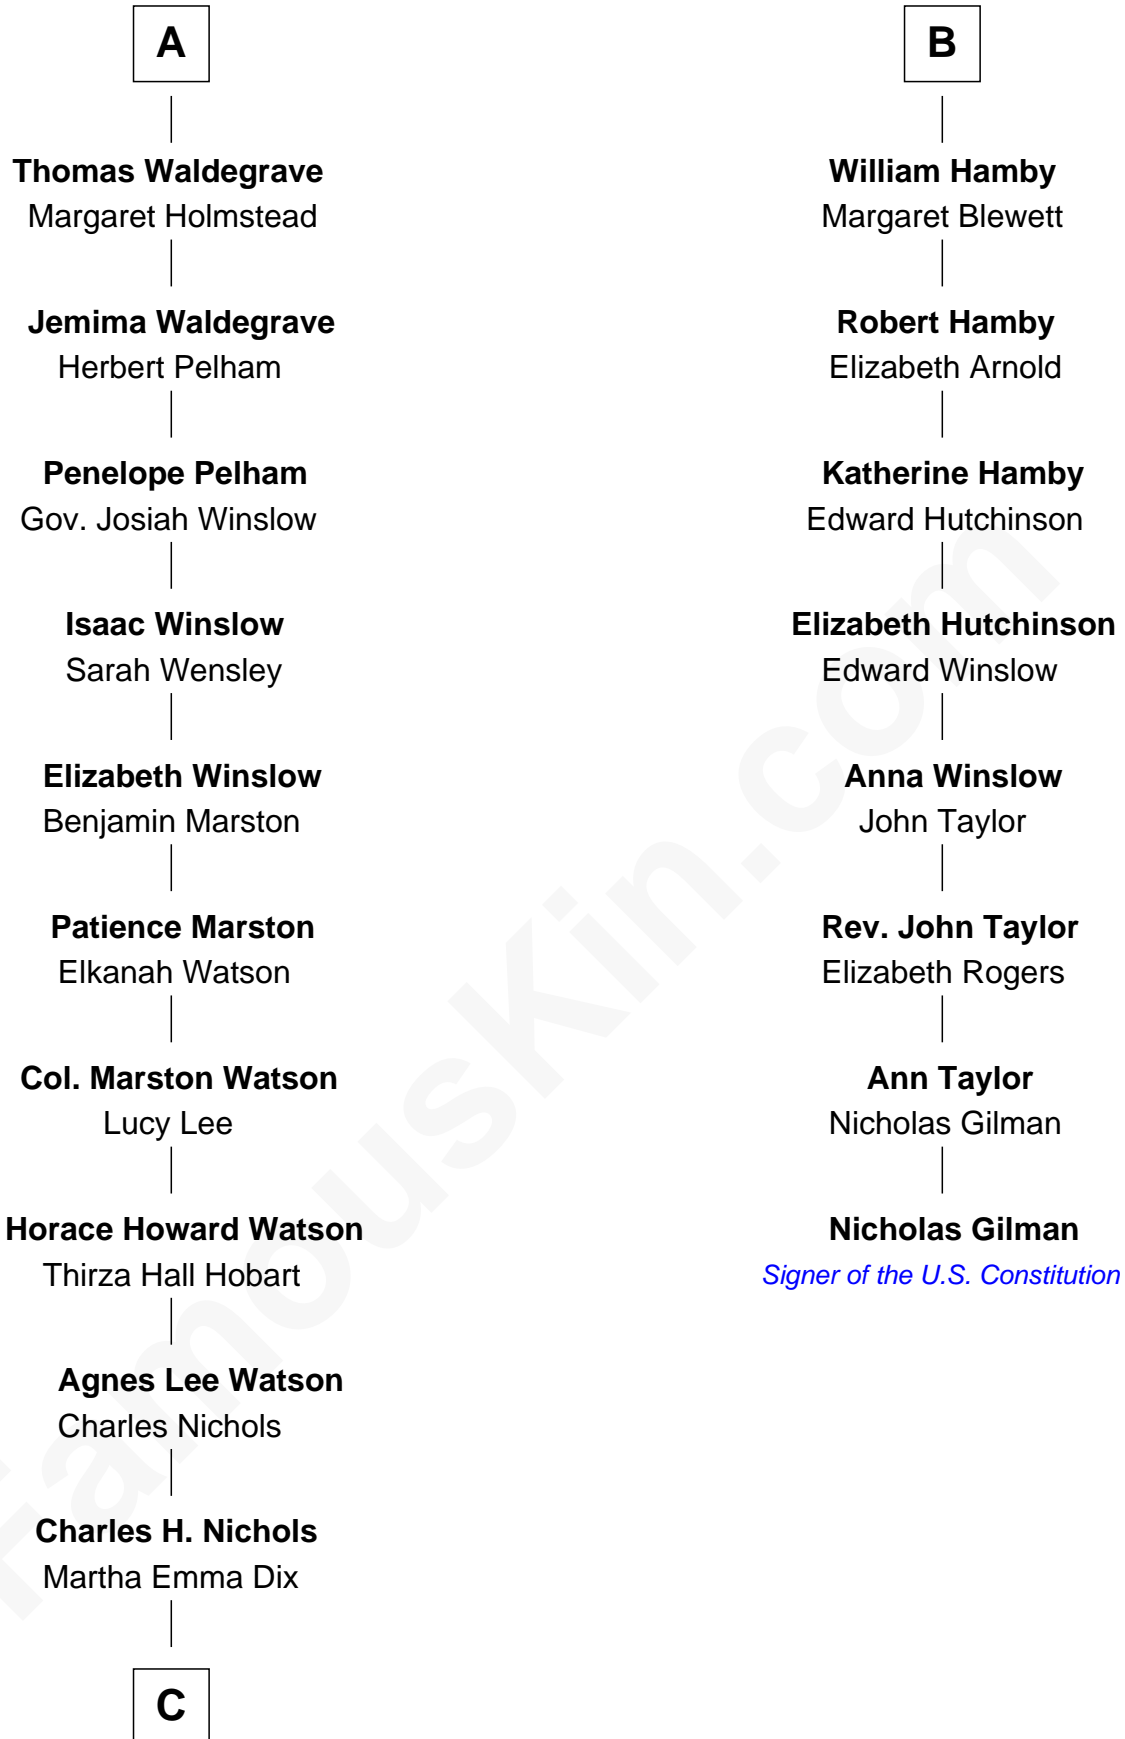 A
Thomas Waldegrave
Margaret Holmstead
Jemima Waldegrave
Herbert Pelham
Penelope Pelham
Gov. Josiah Winslow
Isaac Winslow
Sarah Wensley
Elizabeth Winslow
Benjamin Marston
Patience Marston
Elkanah Watson
Col. Marston Watson
Lucy Lee
Horace Howard Watson
Thirza Hall Hobart
Agnes Lee Watson
Charles Nichols
Charles H. Nichols
Martha Emma Dix
C
B
William Hamby
Margaret Blewett
Robert Hamby
Elizabeth Arnold
Katherine Hamby
Edward Hutchinson
Elizabeth Hutchinson
Edward Winslow
Anna Winslow
John Taylor
Rev. John Taylor
Elizabeth Rogers
Ann Taylor
Nicholas Gilman
Nicholas Gilman
Signer of the U.S. Constitution
FamousKin.com